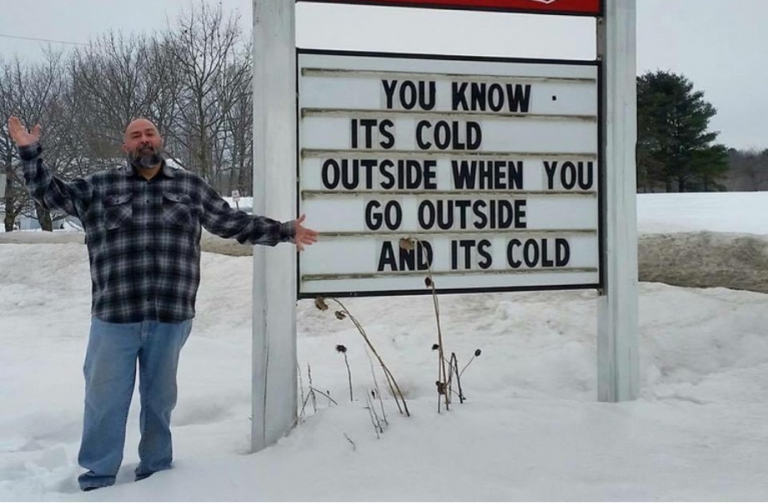 YOU KNOW
ITS COLD
OUTSIDE WHEN YOU
GO OUTSIDE
AND ITS COLD